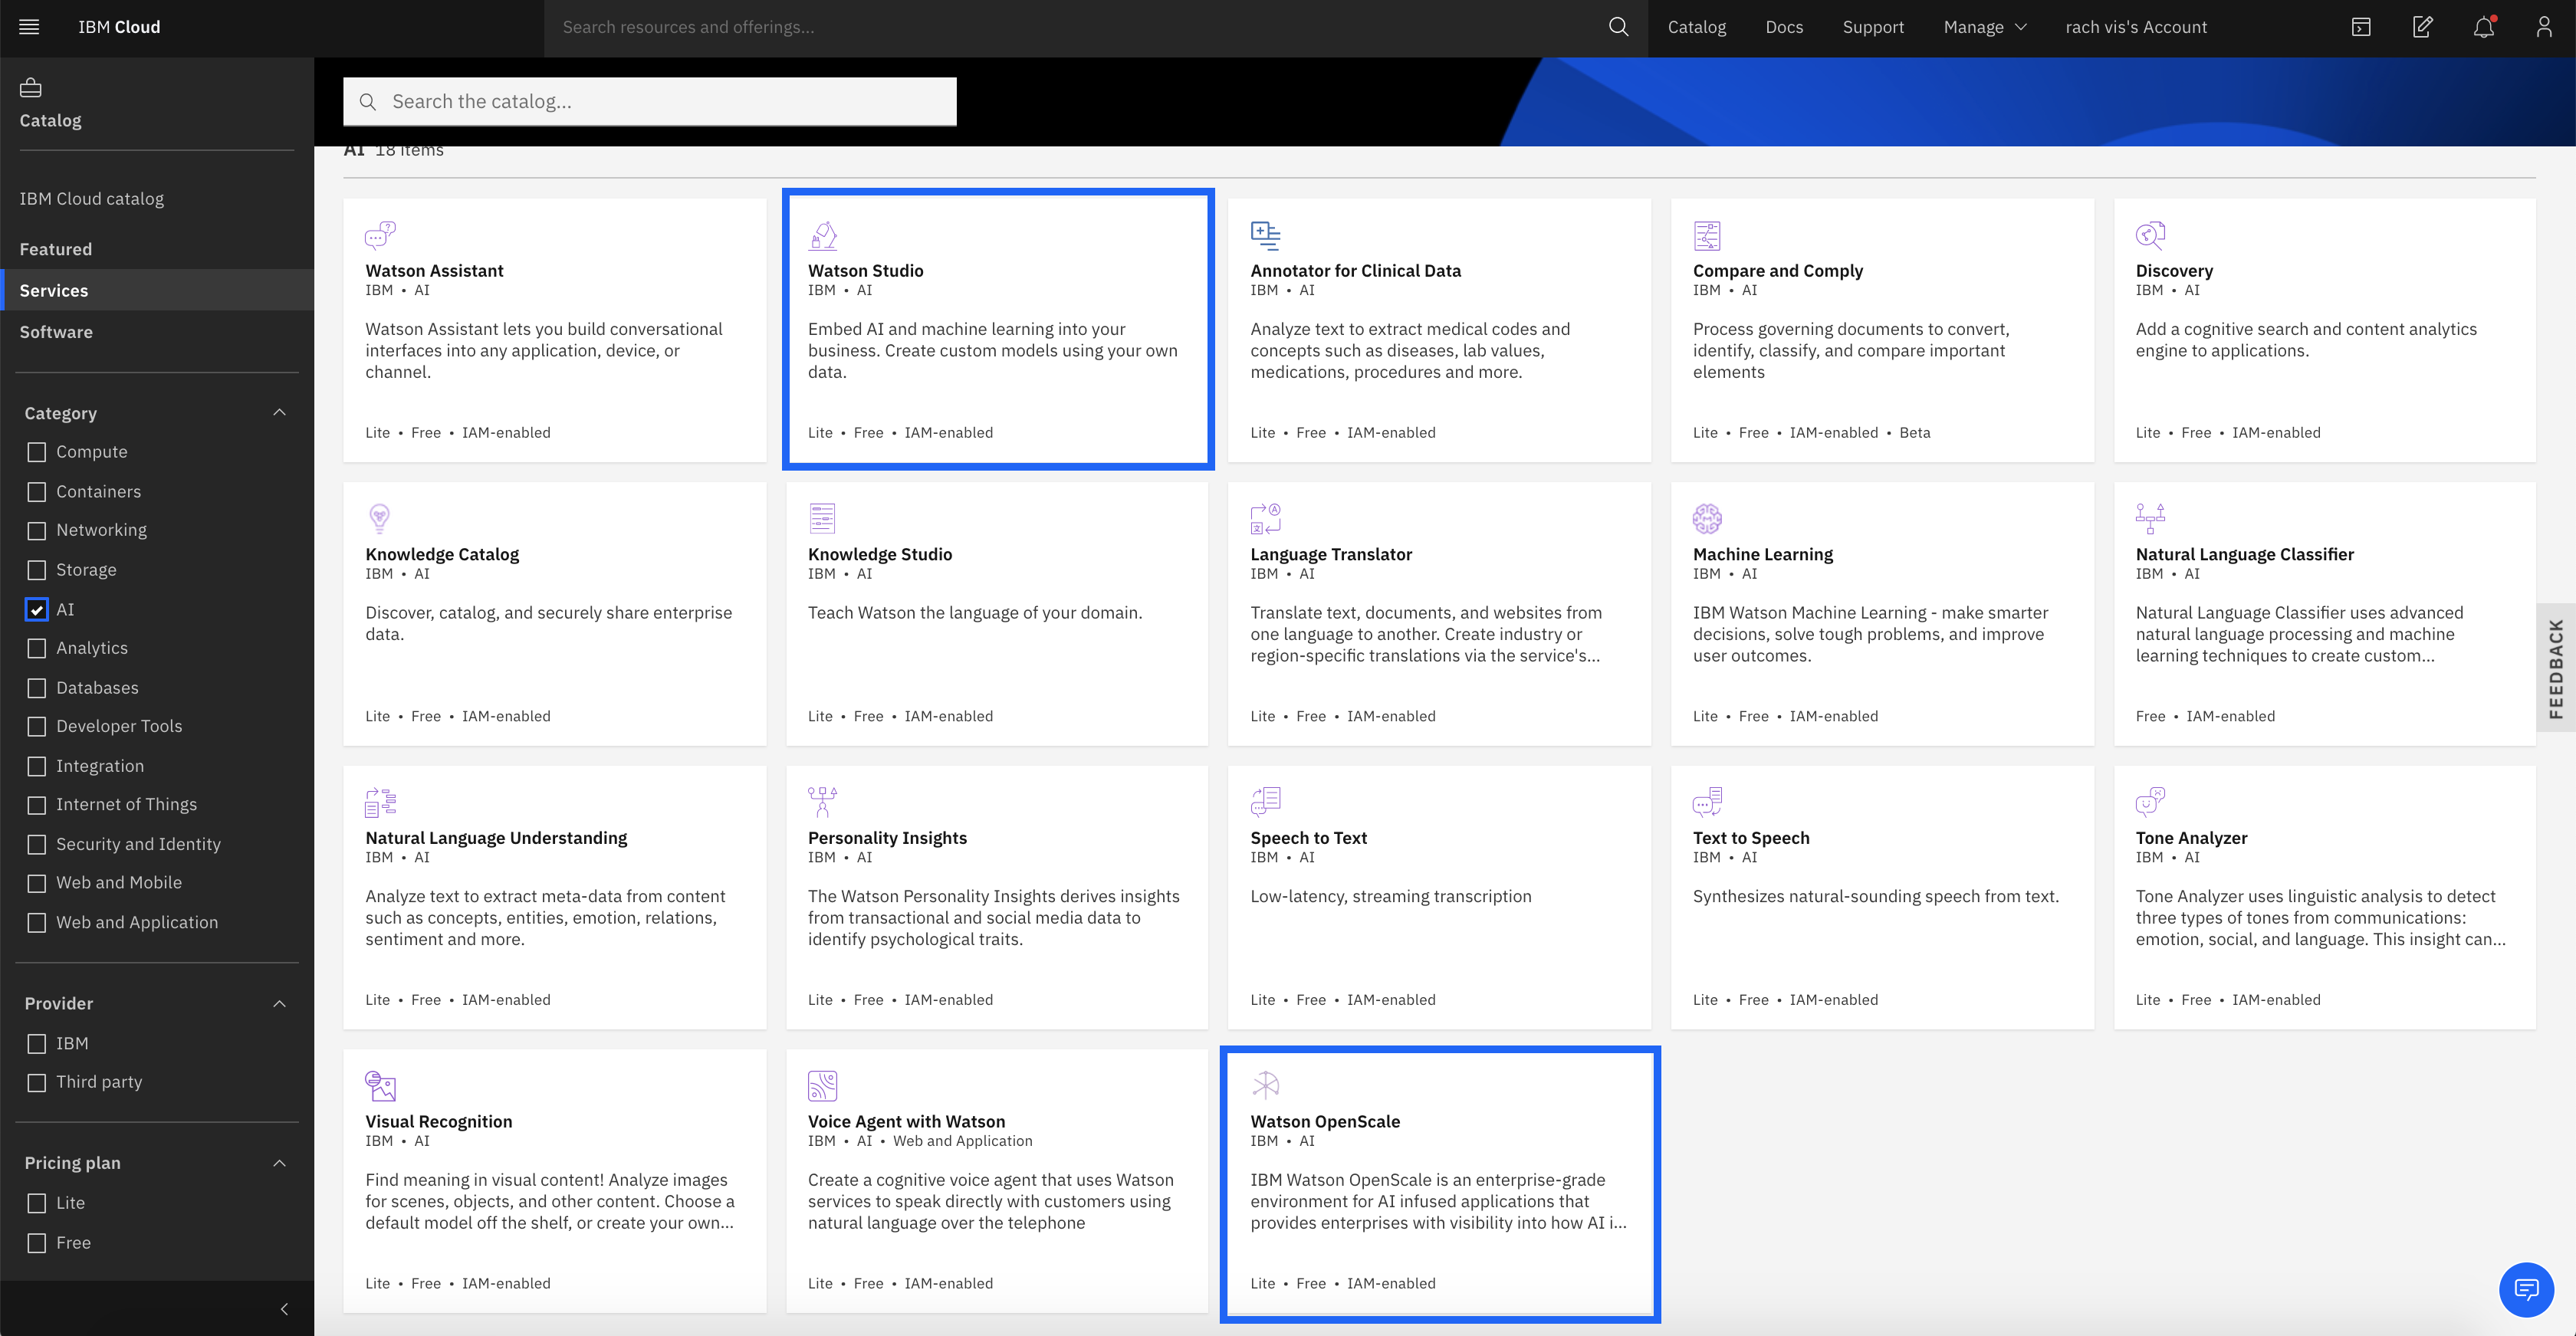 IBM Cloud
Search resources and offerings...
Catalog
Docs
Support
Manage
rach vis's Account
Catalog
IBM Cloud catalog
Featured
Services
Software
Category
Compute
Containers
Networking
Storage
AI
Analytics
Databases
Developer Tools
Integration
Internet of Things
Security and Identity
Web and Mobile
Web and Application
Provider
IBM
Third party
Pricing plan
Lite
Free
Search the catalog...
AI 18 items
Watson Assistant
IBM • AI
Watson Assistant lets you build conversational
interfaces into any application, device, or
channel.
Lite • Free • IAM-enabled
Watson Studio
IBM • AI
Embed AI and machine learning into your
business. Create custom models using your own
data.
Lite • Free • IAM-enabled
Annotator for Clinical Data
IBM • AI
Analyze text to extract medical codes and
concepts such as diseases, lab values,
medications, procedures and more.
Lite • Free • IAM-enabled
Compare and Comply
IBM • AI
Process governing documents to convert,
identify, classify, and compare important
elements
Lite • Free • IAM-enabled • Beta
Discovery
IBM • AI
Add a cognitive search and content analytics
engine to applications.
Lite • Free • IAM-enabled
Knowledge Catalog
IBM • AI
Discover, catalog, and securely share enterprise
data.
Lite • Free • IAM-enabled
Knowledge Studio
IBM • AI
Teach Watson the language of your domain.
Lite • Free • IAM-enabled
Language Translator
IBM • AI
Translate text, documents, and websites from
one language to another. Create industry or
region-specific translations via the service's...
Lite • Free • IAM-enabled
Machine Learning
IBM • AI
IBM Watson Machine Learning - make smarter
decisions, solve tough problems, and improve
user outcomes.
Lite • Free • IAM-enabled
Natural Language Classifier
IBM • AI
Natural Language Classifier uses advanced
natural language processing and machine
learning techniques to create custom...
Free • IAM-enabled
Natural Language Understanding
IBM • AI
Analyze text to extract meta-data from content
such as concepts, entities, emotion, relations,
sentiment and more.
Lite • Free • IAM-enabled
Personality Insights
IBM • AI
The Watson Personality Insights derives insights
from transactional and social media data to
identify psychological traits.
Lite • Free • IAM-enabled
Speech to Text
IBM • AI
Low-latency, streaming transcription
Lite • Free • IAM-enabled
Text to Speech
IBM • AI
Synthesizes natural-sounding speech from text.
Lite • Free • IAM-enabled
Tone Analyzer
IBM • AI
Tone Analyzer uses linguistic analysis to detect
three types of tones from communications:
emotion, social, and language. This insight can...
Lite • Free • IAM-enabled
Visual Recognition
IBM • AI
Find meaning in visual content! Analyze images
for scenes, objects, and other content. Choose a
default model off the shelf, or create your own...
Lite • Free • IAM-enabled
Voice Agent with Watson
IBM • AI • Web and Application
Create a cognitive voice agent that uses Watson
services to speak directly with customers using
natural language over the telephone
Lite • Free • IAM-enabled
Watson OpenScale
IBM • AI
IBM Watson OpenScale is an enterprise-grade
environment for AI infused applications that
provides enterprises with visibility into how AI i...
Lite • Free • IAM-enabled
FEEDBACK